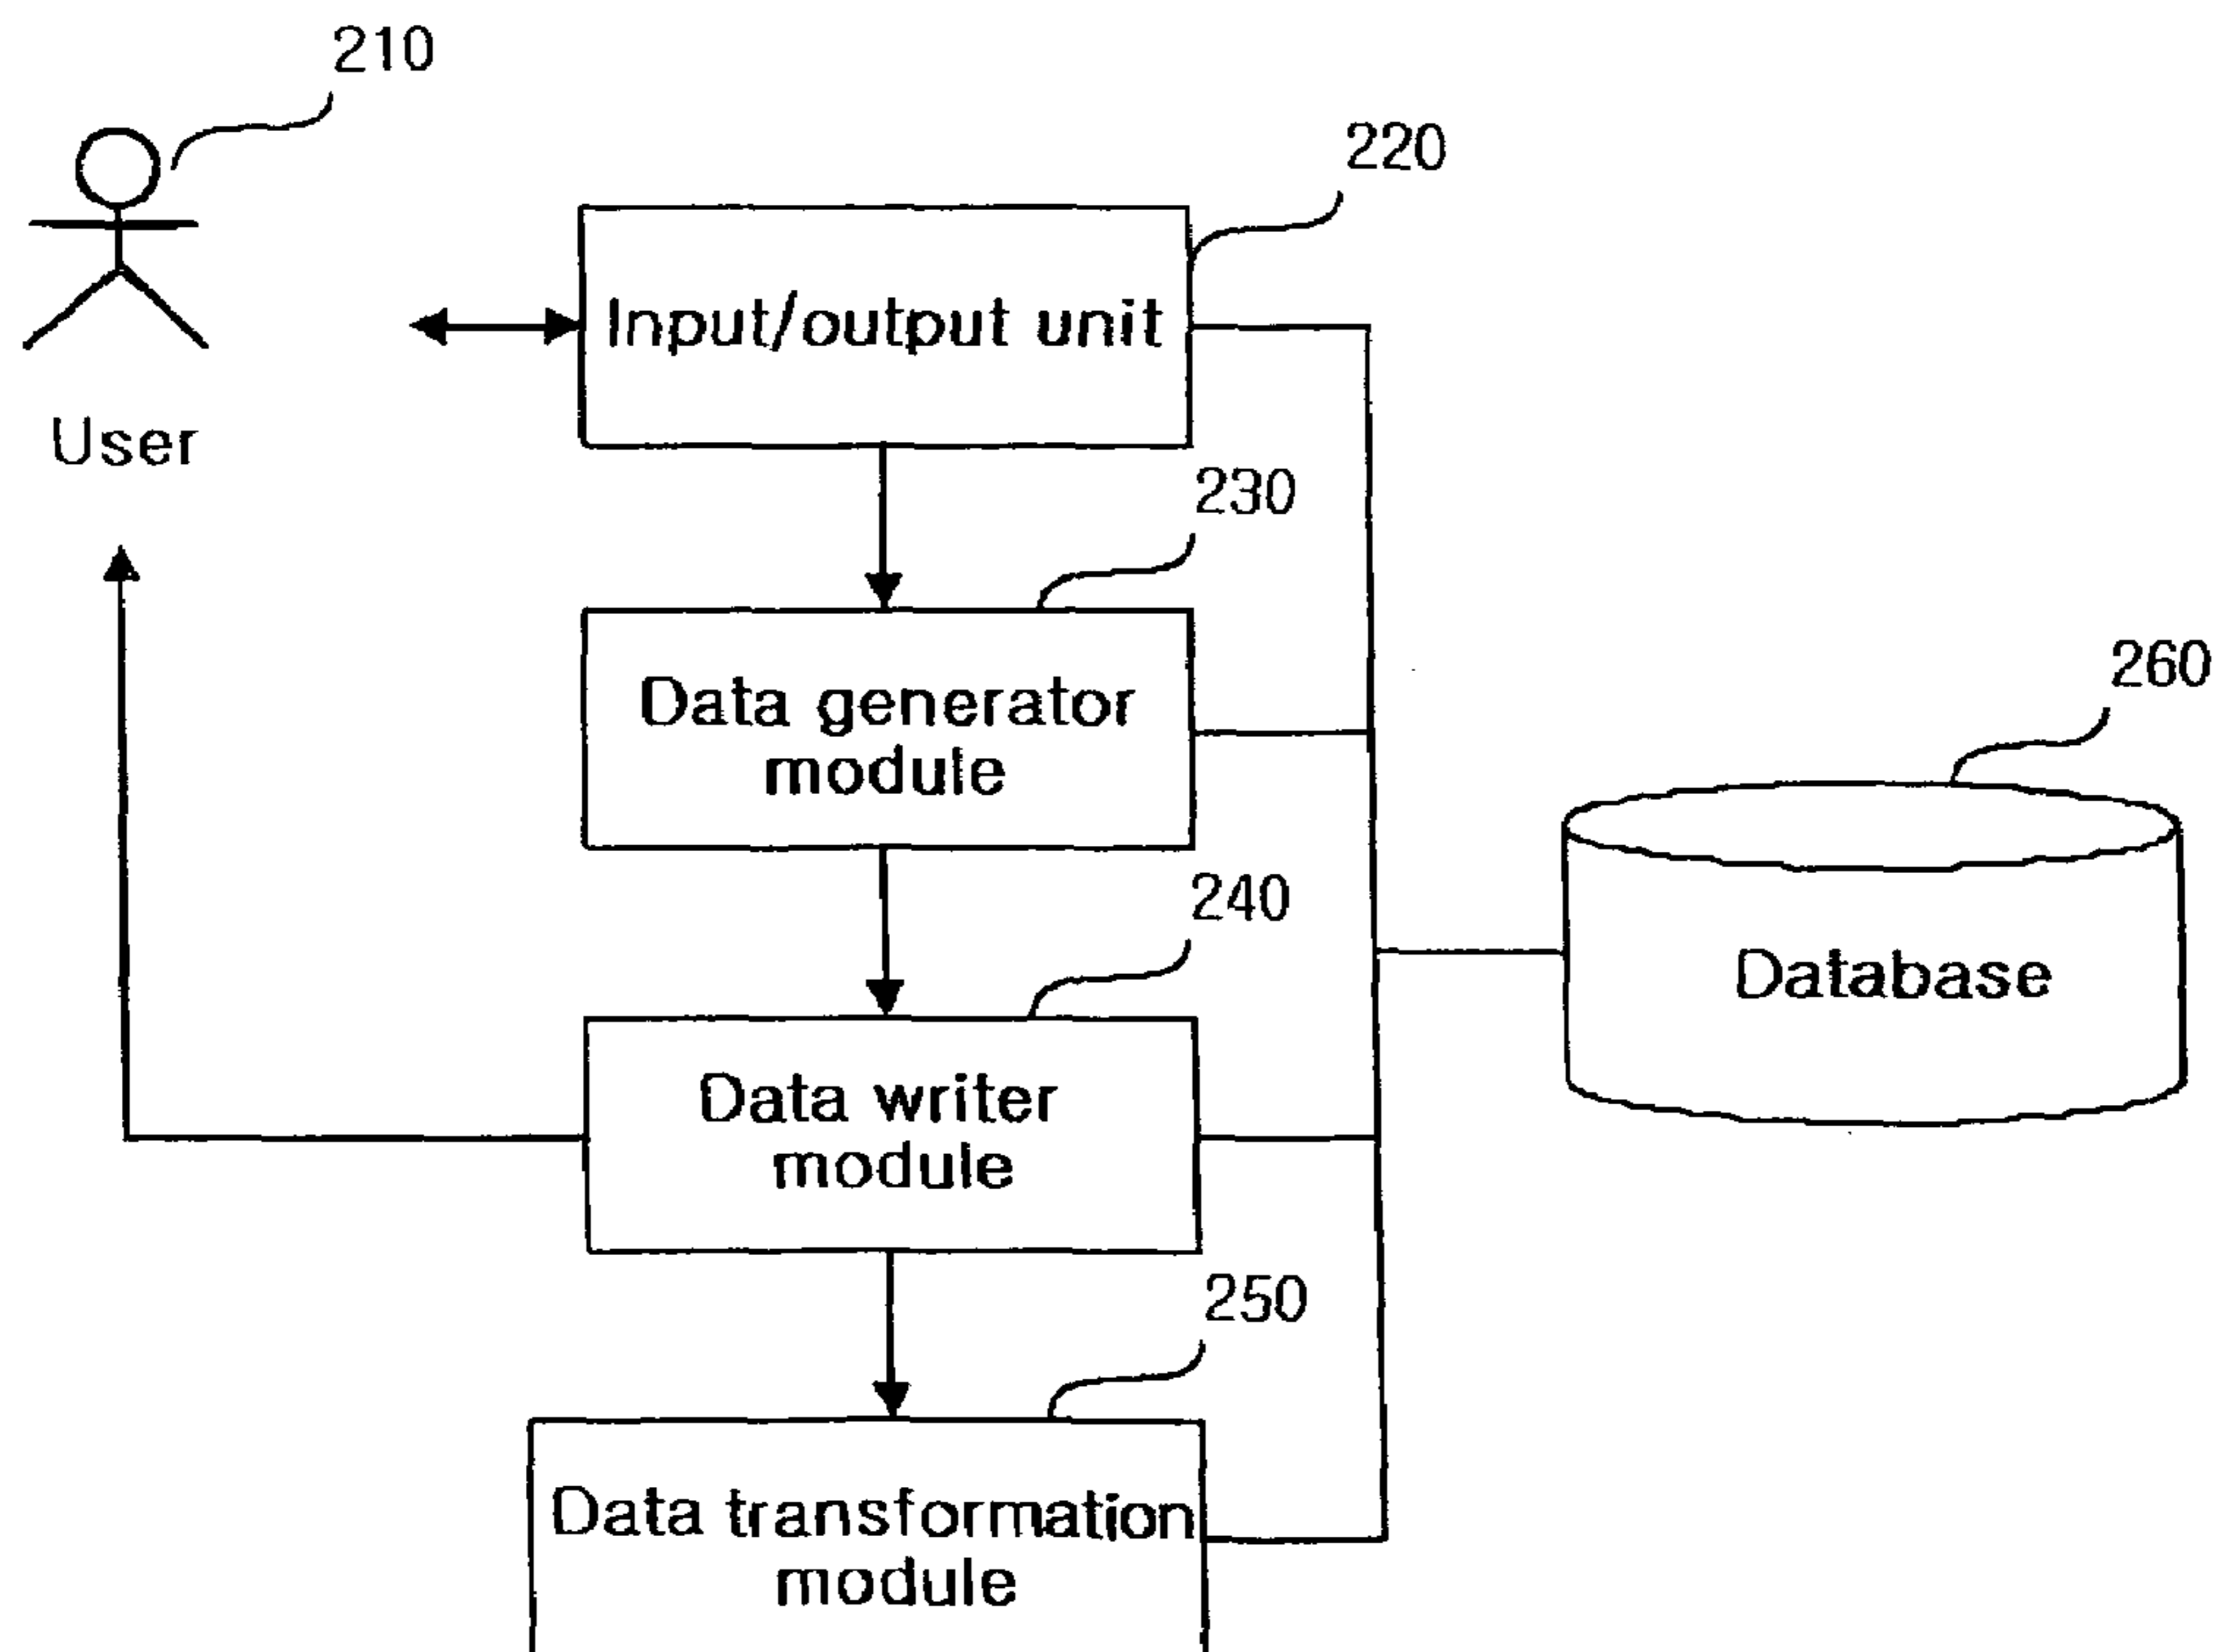 210
220
Input/output unit
User
230
Data generator
module
260
240
Database
Data writer
module
250
Data transformation
module